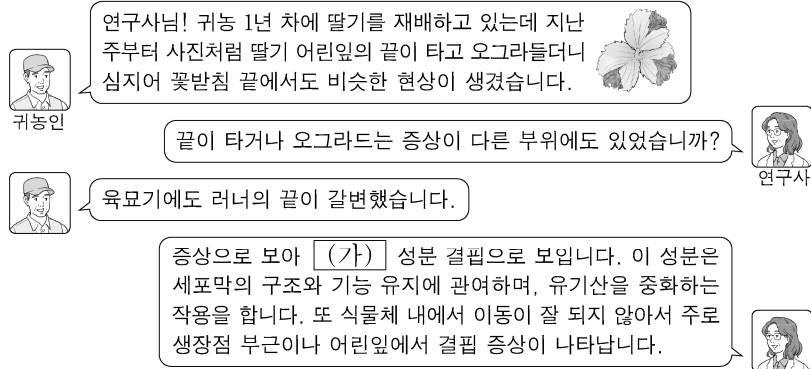 연구사님! 귀농 1년 차에 딸기를 재배하고 있는데 지난
주부터 사진처럼 딸기 어린잎의 끝이 타고 오그라들더니
심지어 꽃받침 끝에서도 비슷한 현상이 생겼습니다.
귀농인
끝이 타거나 오그라드는 증상이 다른 부위에도 있었습니까?
연구사
육묘기에도 러너의 끝이 갈변했습니다.
증상으로 보아 (가) 성분 결핍으로 보입니다. 이 성분은
세포막의 구조와 기능 유지에 관여하며, 유기산을 중화하는
작용을 합니다. 또 식물체 내에서 이동이 잘 되지 않아서 주로
생장점 부근이나 어린잎에서 결핍 증상이 나타납니다.